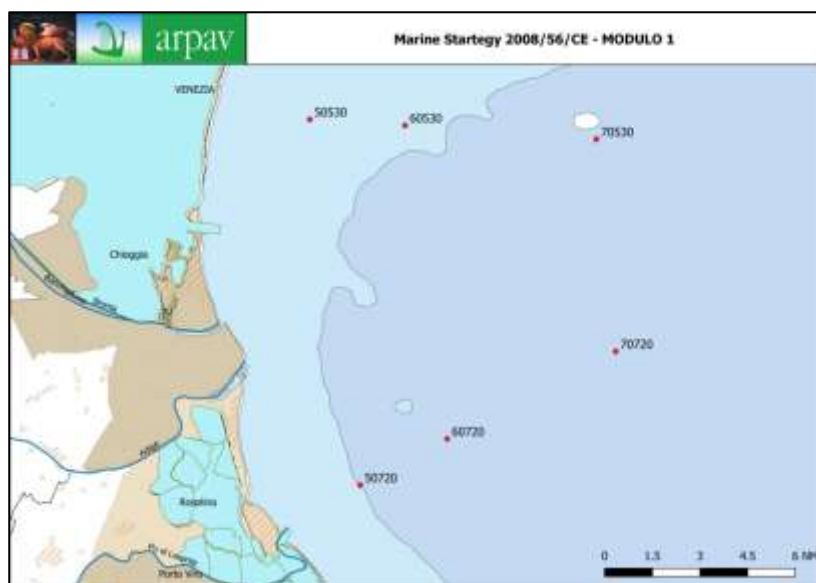 arpav
Marine Startegy 2008/56/CE - MODULO 1
VENEZIA
50530
60530
70530
Chioggia
70720
60720
Adige
50720
Rosolina
Porto Viro
0 1.5 3 4.5 6 NM